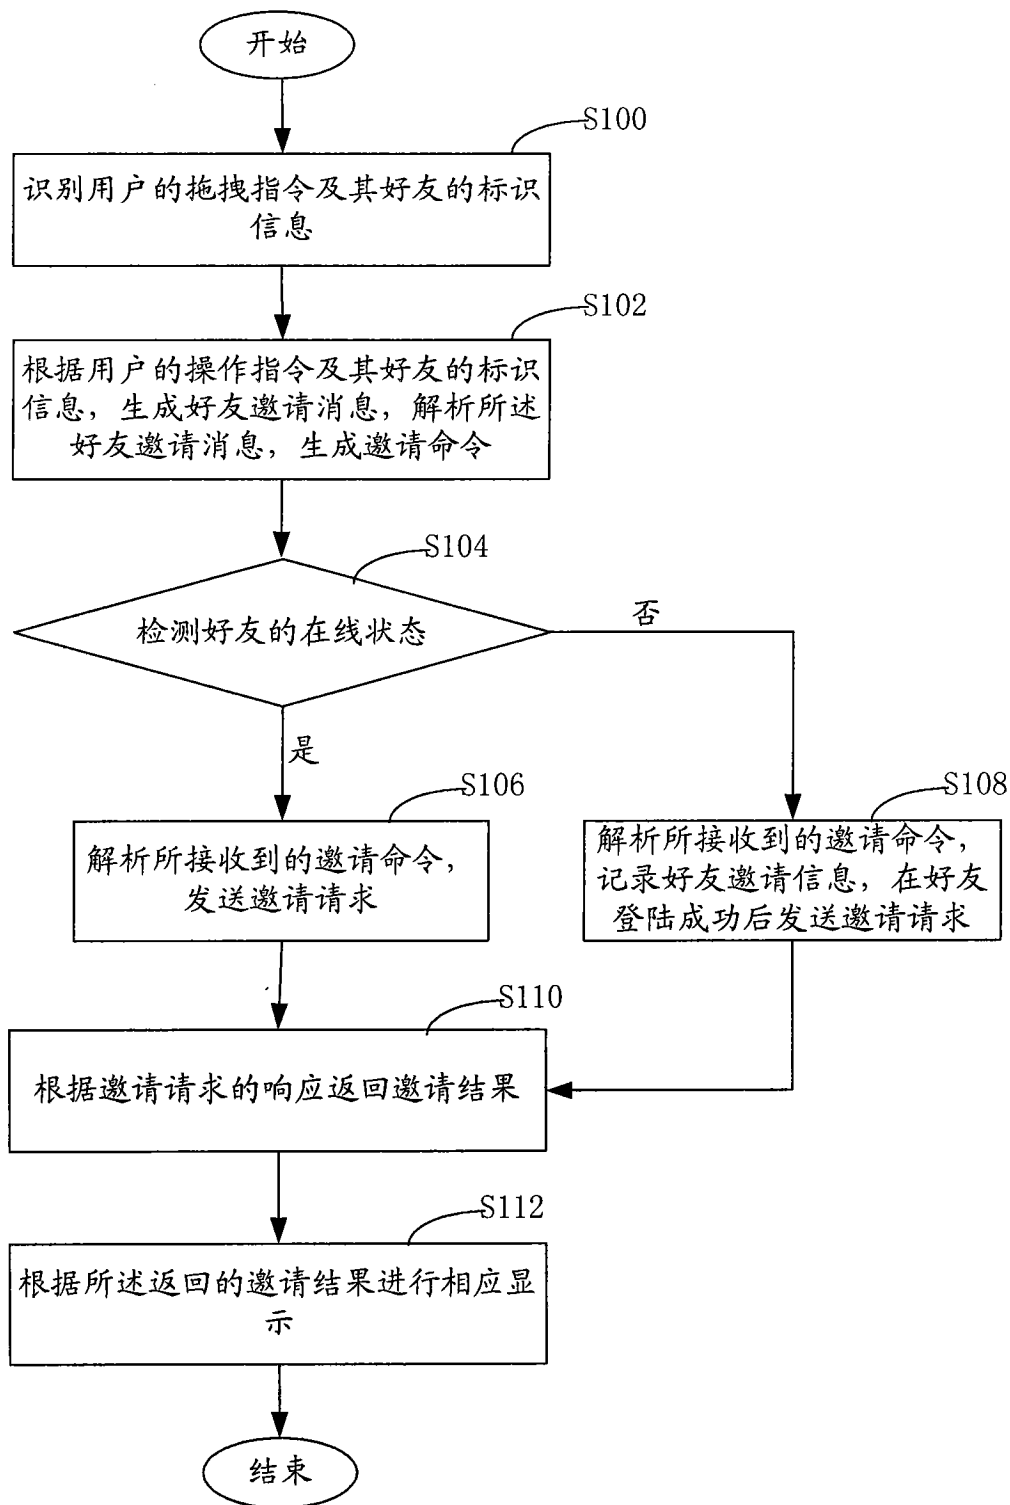 开始
S100
识别用户的拖拽指令及其好友的标识
信息
S102
根据用户的操作指令及其好友的标识
信息，生成好友邀请消息，解析所述
好友邀请消息，生成邀请命令
S104
检测好友的在线状态
否
是
S106
S108
解析所接收到的邀请命令，
发送邀请请求
解析所接收到的邀请命令，
记录好友邀请信息，在好友
登陆成功后发送邀请请求
S110
根据邀请请求的响应返回邀请结果
S112
根据所述返回的邀请结果进行相应显
示
结束